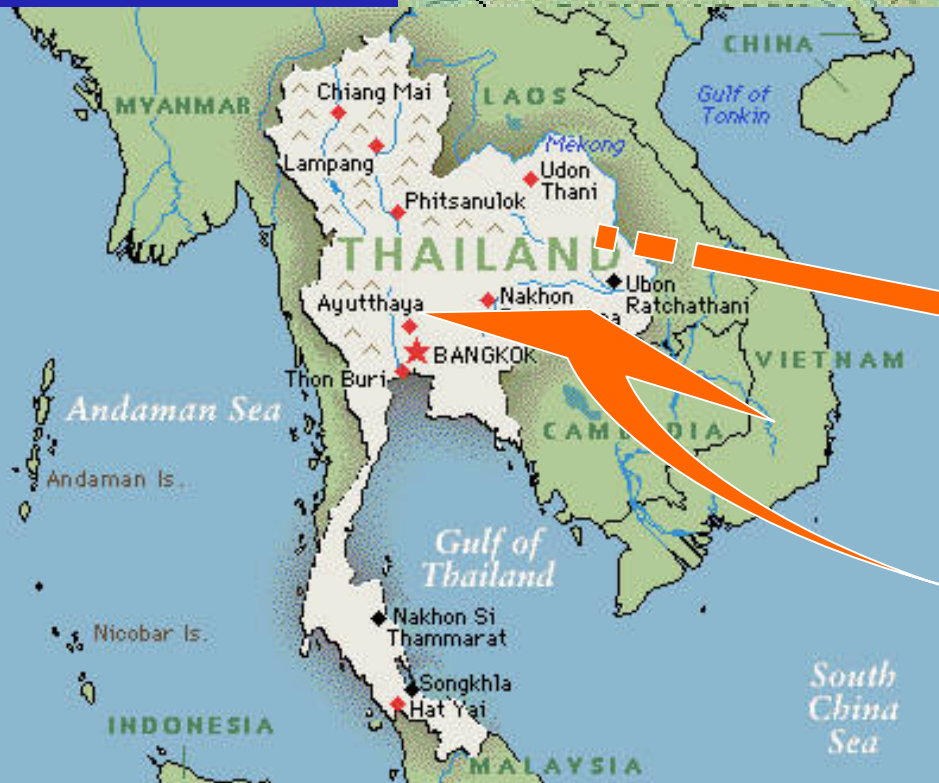 CHINA
Gulf of
Tonkin
MYANMAR
Chiang Mai
LAOS
Mekong
Lampang
Udon
Thani
Phitsanulok
THAILAND
Ubon
Ratchathani
Ayutthaya
Nakhon
BANGKOK
VIETNAM
Thon Buri
Andaman Sea
CAMBODIA
Andaman Is.
Gulf of
Thailand
Nakhon Si
Thammarat
Nicobar Is.
Songkhla
Hat Yai
South
China
Sea
INDONESIA
MALAYSIA